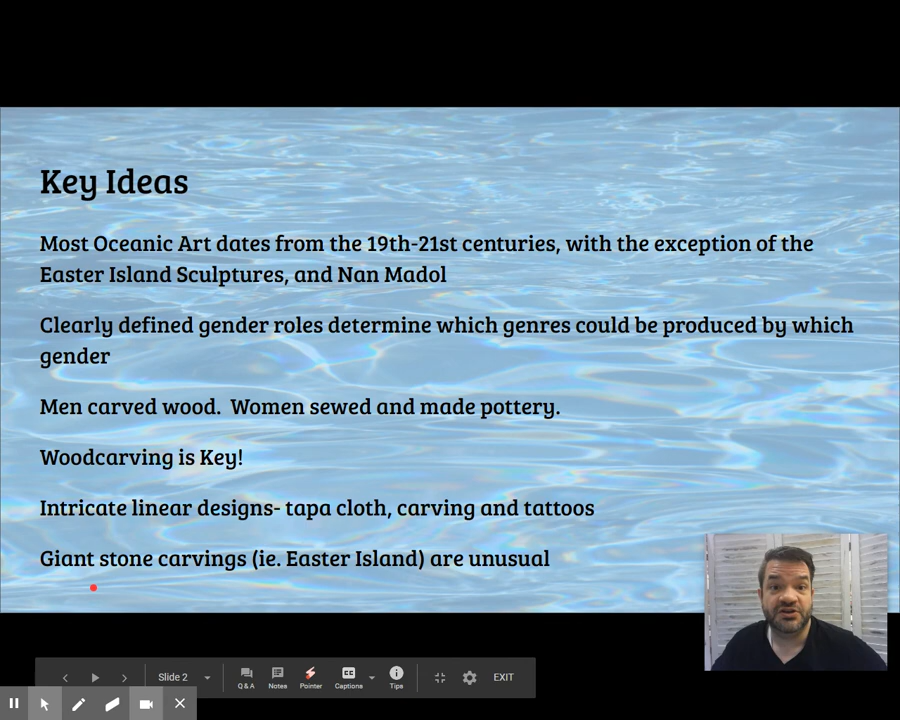 Key Ideas
Most Oceanic Art dates from the 19th-21st centuries, with the exception of the
Easter Island Sculptures, and Nan Madol
Clearly defined gender roles determine which genres could be produced by which
gender
Men carved wood.  Women sewed and made pottery.
Woodcarving is Key!
Intricate linear designs- tapa cloth, carving and tattoos
Giant stone carvings (ie. Easter Island) are unusual
Slide 2
Q & A
Notes
Pointer
CC
Captions
Tips
EXIT